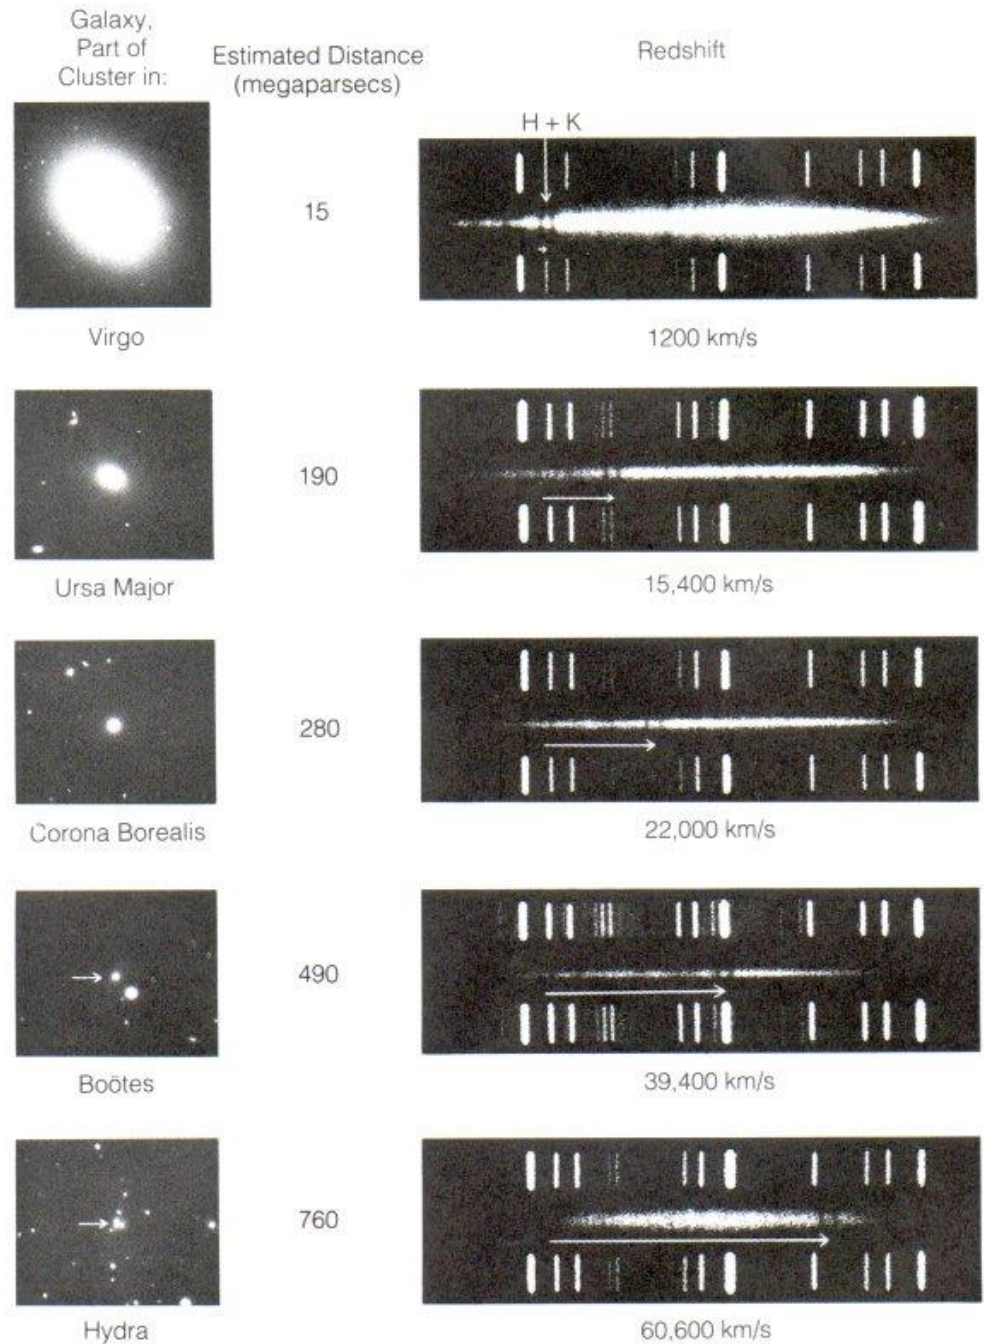 Galaxy,
Part of
Cluster in:
Estimated Distance
(megaparsecs)
Redshift
H + K
15
Virgo
1200 km/s
190
Ursa Major
15,400 km/s
280
Corona Borealis
22,000 km/s
490
Boötes
39,400 km/s
760
Hydra
60,600 km/s